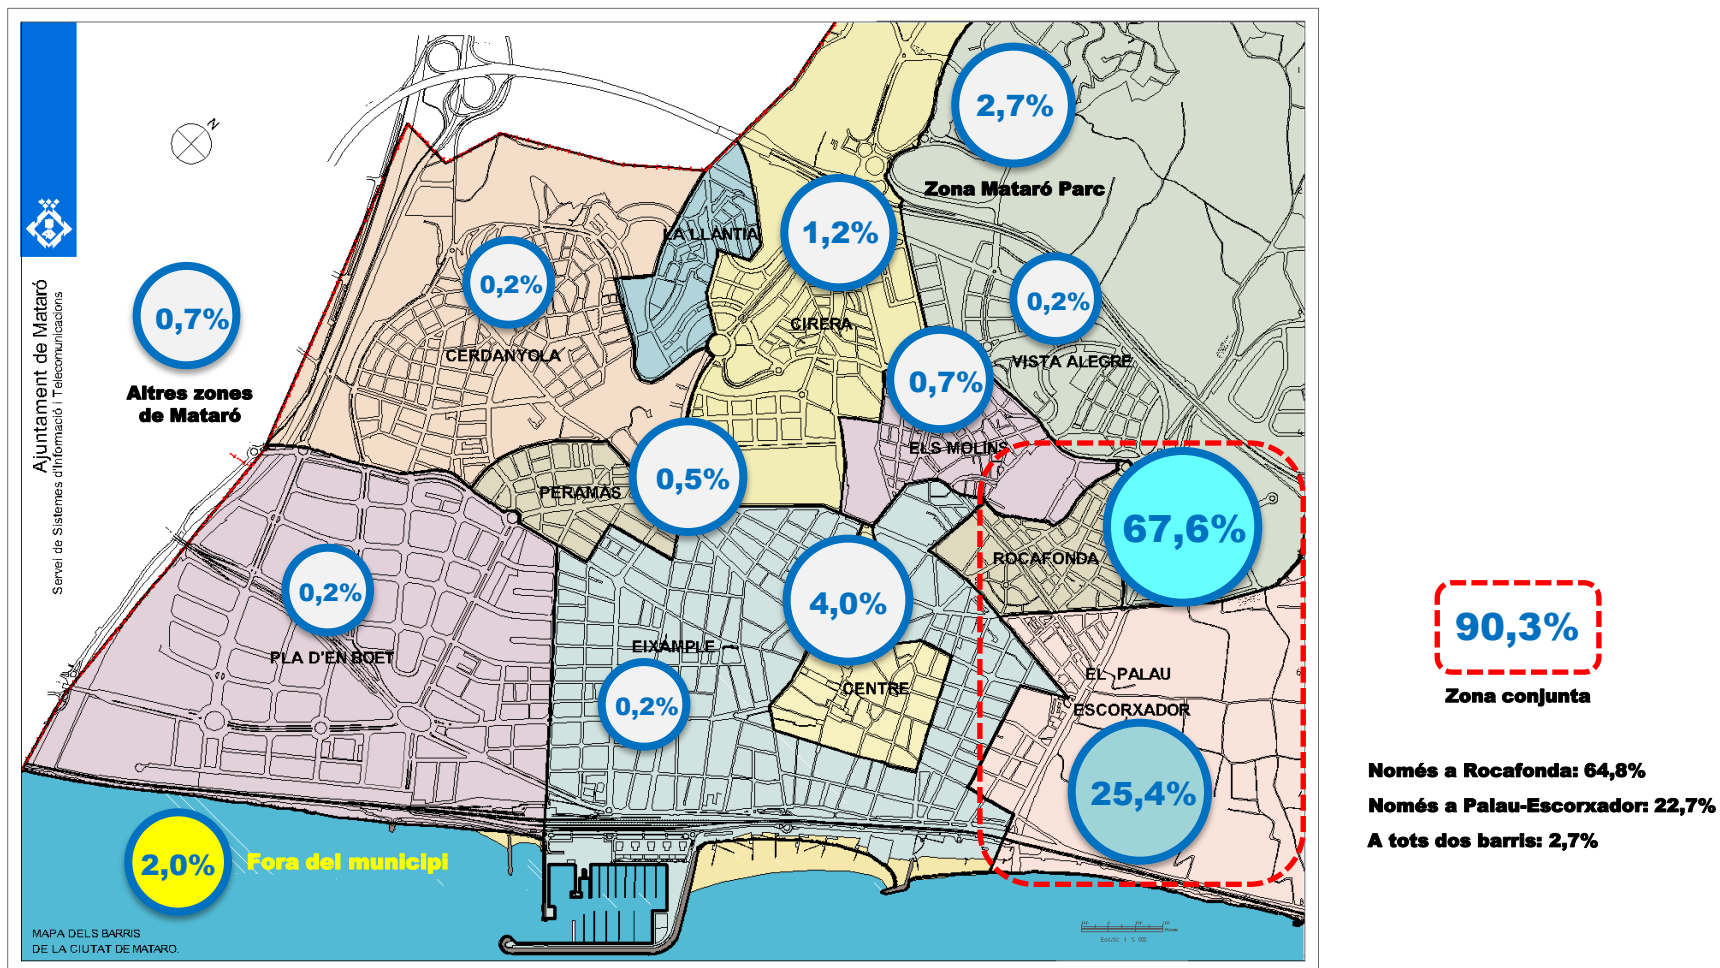 N
Ajuntament de Mataró
Servei de Sistemes d'Informació i Telecomunicacions
2,7%
Zona Mataró Parc
1,2%
LA LLANTIA
0,2%
0,2%
0,7%
Altres zones
de Mataró
CIRERA
CERDANYOLA
VISTA ALEGRE
0,7%
ELS MOLINS
0,5%
PERAMAS
67,6%
ROCAFONDA
0,2%
4,0%
PLA D'EN BOET
EIXAMPLE
CENTRE
0,2%
EL PALAU
ESCORXADOR
25,4%
90,3%
Zona conjunta
Només a Rocafonda: 64,8%
Només a Palau-Escorxador: 22,7%
A tots dos barris: 2,7%
2,0%
Fora del municipi
MAPA DELS BARRIS
DE LA CIUTAT DE MATARO.